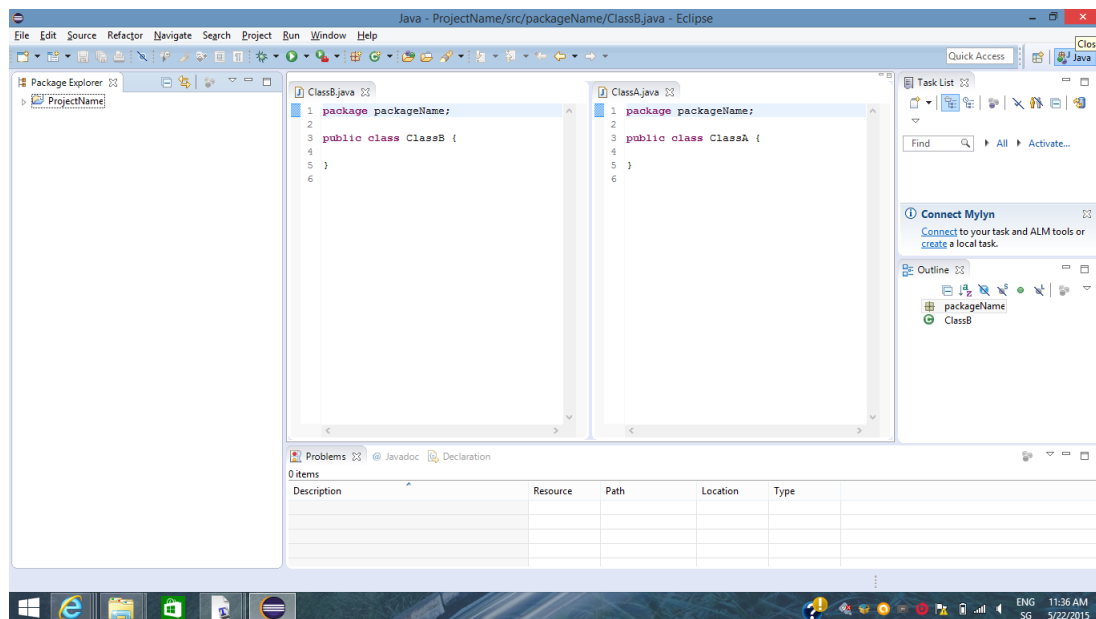 Java - ProjectName/src/packageName/ClassB.java - Eclipse
File Edit Source Refactor Navigate Search Project Run Window Help
Clos
Quick Access
Java
Package Explorer
ProjectName
ClassB.java
1 package packageName;
2
3 public class ClassB {
4
5 }
6
ClassA.java
1 package packageName;
2
3 public class ClassA {
4
5 }
6
Task List
Find All Activate...
Connect Mylyn
Connect to your task and ALM tools or
create a local task.
Outline
packageName
ClassB
Problems @ Javadoc Declaration
0 items
Description Resource Path Location Type
ENG 11:36 AM
SG 5/22/2015